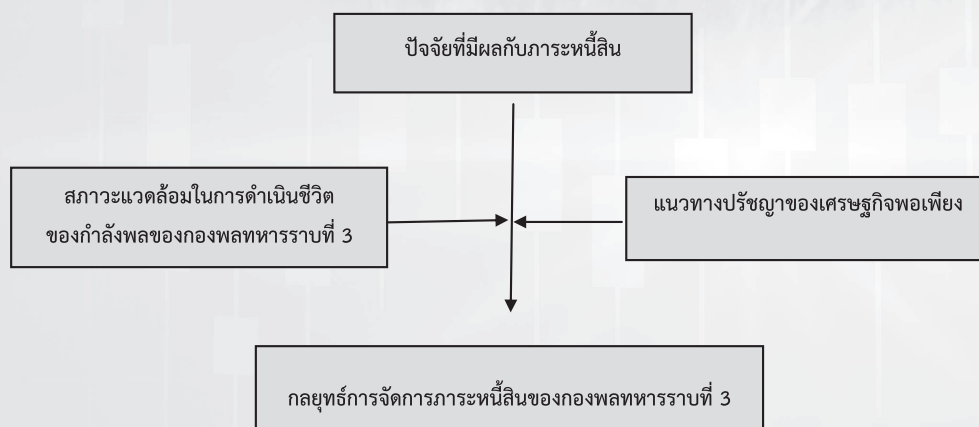 ปัจจัยที่มีผลกับภาระหนี้สิน
สภาวะแวดล้อมในการดำเนินชีวิต
ของกำลังพลของกองพลทหารราบที่ 3
แนวทางปรัชญาของเศรษฐกิจพอเพียง
กลยุทธ์การจัดการภาระหนี้สินของกองพลทหารราบที่ 3